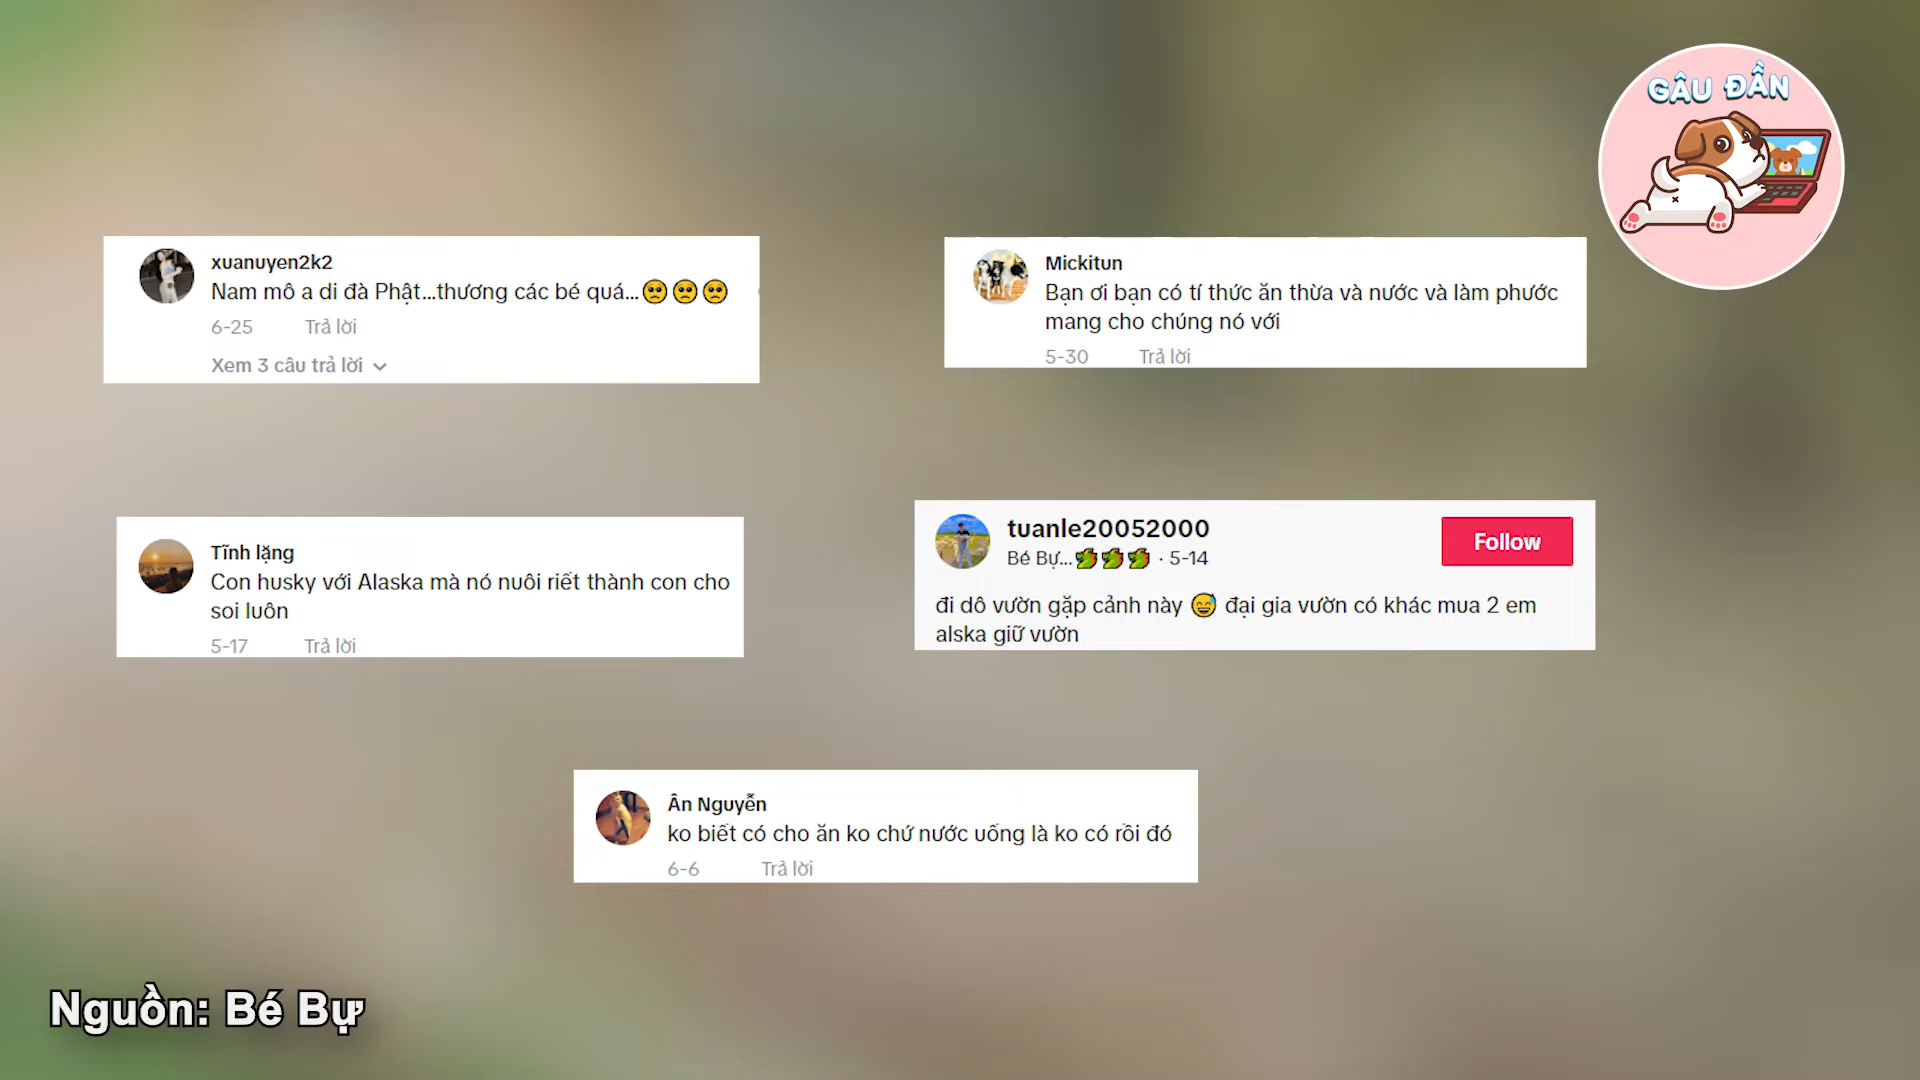 GÂU ĐẦN
xuanuyen2k2
Nam mô a di đà Phật...thương các bé quá...🥺🥺🥺
6-25 Trả lời
Xem 3 câu trả lời
Mickitun
Bạn ơi bạn có tí thức ăn thừa và nước và làm phước
mang cho chúng nó với
5-30 Trả lời
Tĩnh lặng
Con husky với Alaska mà nó nuôi riết thành con cho
soi luôn
5-17 Trả lời
tuanle20052000
Bé Bự...🐲🐲🐲 · 5-14
Follow
đi dô vườn gặp cảnh này 😅 đại gia vườn có khác mua 2 em
alska giữ vườn
Ân Nguyễn
ko biết có cho ăn ko chứ nước uống là ko có rồi đó
6-6 Trả lời
Nguồn: Bé Bự